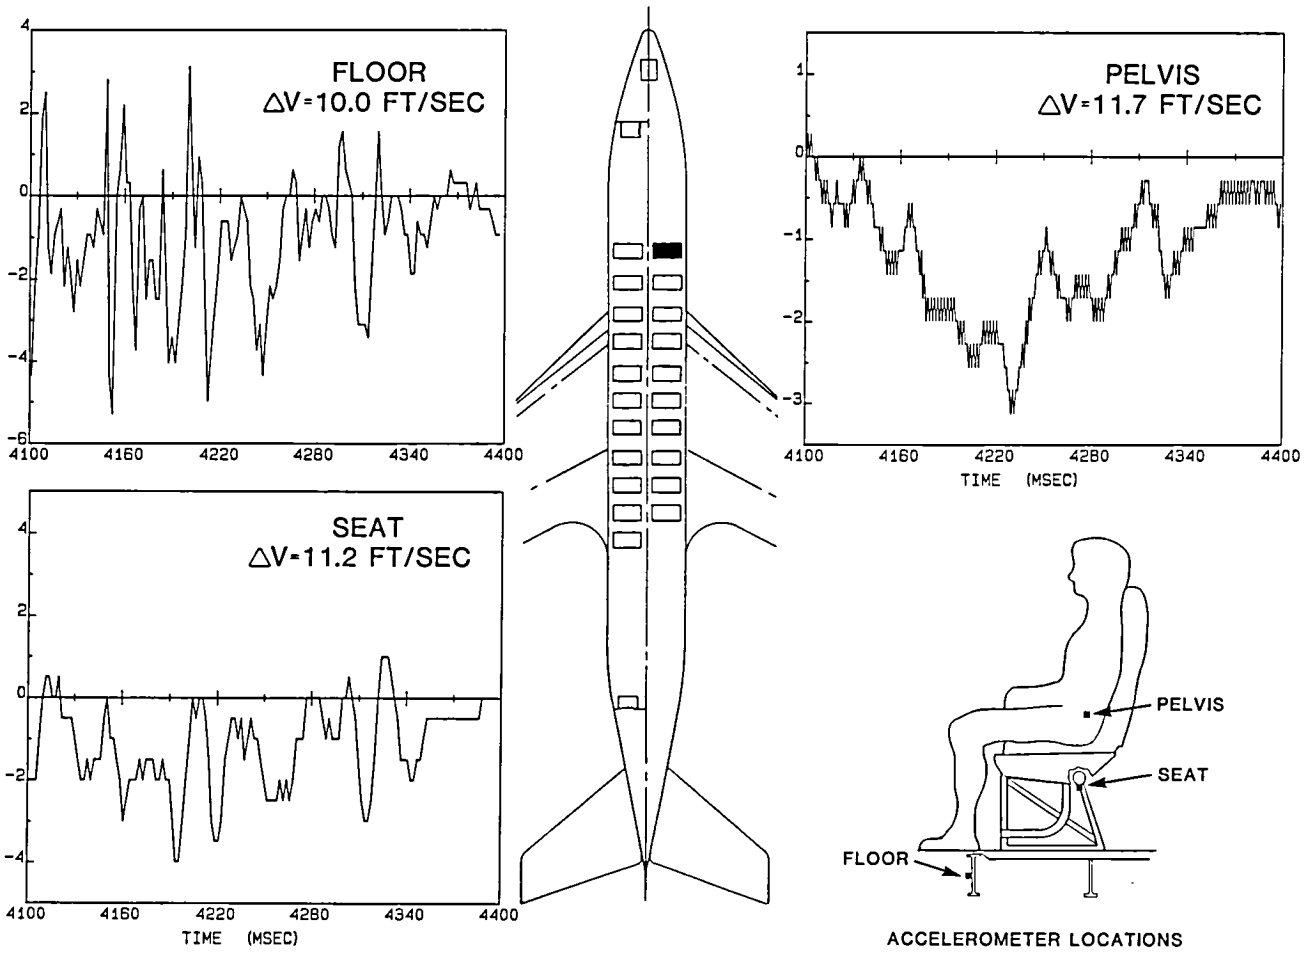 4
2
0
-2
-4
-6
FLOOR
△V=10.0 FT/SEC
4100 4160 4220 4280 4340 4400
4
2
0
-2
-4
SEAT
△V=11.2 FT/SEC
4100 4160 4220 4280 4340 4400
TIME (MSEC)
1
0
-1
-2
-3
PELVIS
△V=11.7 FT/SEC
4100 4160 4220 4280 4340 4400
TIME (MSEC)
PELVIS
SEAT
FLOOR
ACCELEROMETER LOCATIONS